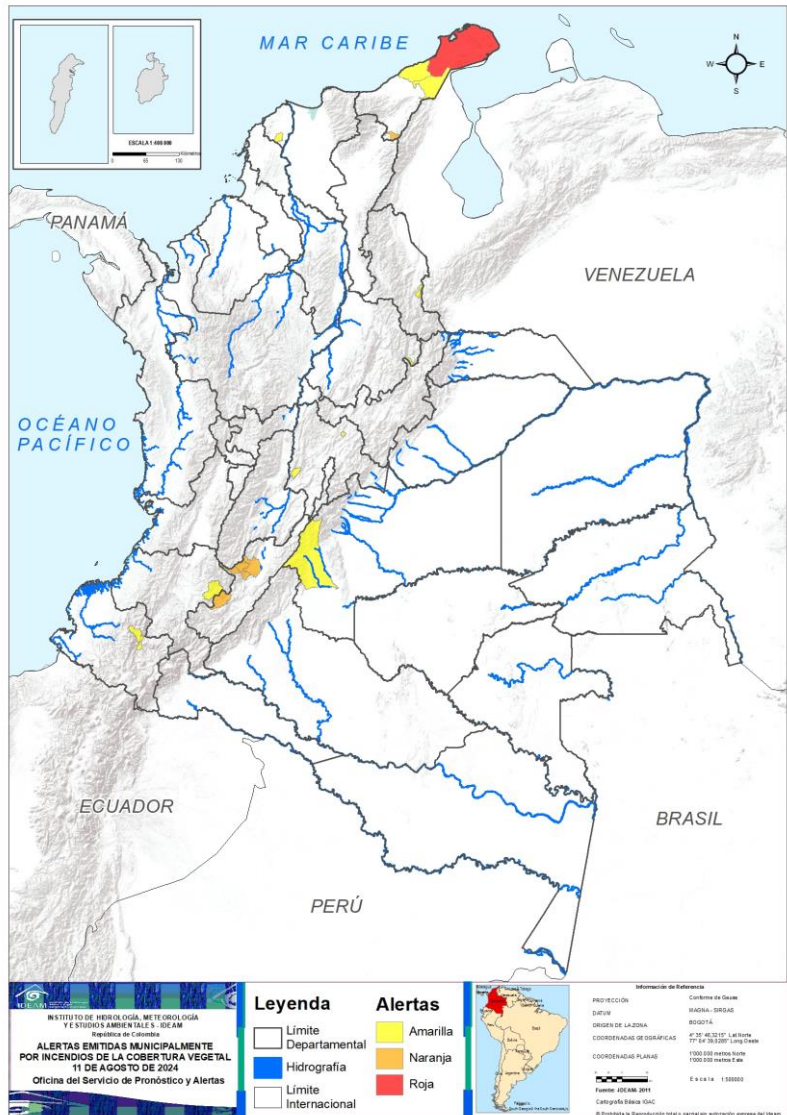 MAR CARIBE
N
W
E
S
ESCALA 1:400.000
0
65
130
PANAMÁ
VENEZUELA
OCÉANO
PACÍFICO
ECUADOR
BRASIL
PERÚ
IDEAM
INSTITUTO DE HIDROLOGÍA, METEOROLOGÍA
Y ESTUDIOS AMBIENTALES - IDEAM
República de Colombia
ALERTAS EMITIDAS MUNICIPALMENTE
POR INCENDIOS DE LA COBERTURA VEGETAL
11 DE AGOSTO DE 2024
Oficina del Servicio de Pronóstico y Alertas
Leyenda
Límite
Departamental
Hidrografía
Límite
Internacional
Alertas
Amarilla
Naranja
Roja
Información de Referencia
PROYECCIÓN Conforme de Gauss
DATUM MAGNA - SIRGAS
ORIGEN DE LA ZONA BOGOTÁ
COORDENADAS GEOGRÁFICAS
COORDENADAS PLANAS 1'000.000 metros Norte
1'000.000 metros Este
Fuente: IDEAM- 2011
Cartografía Básica IGAC